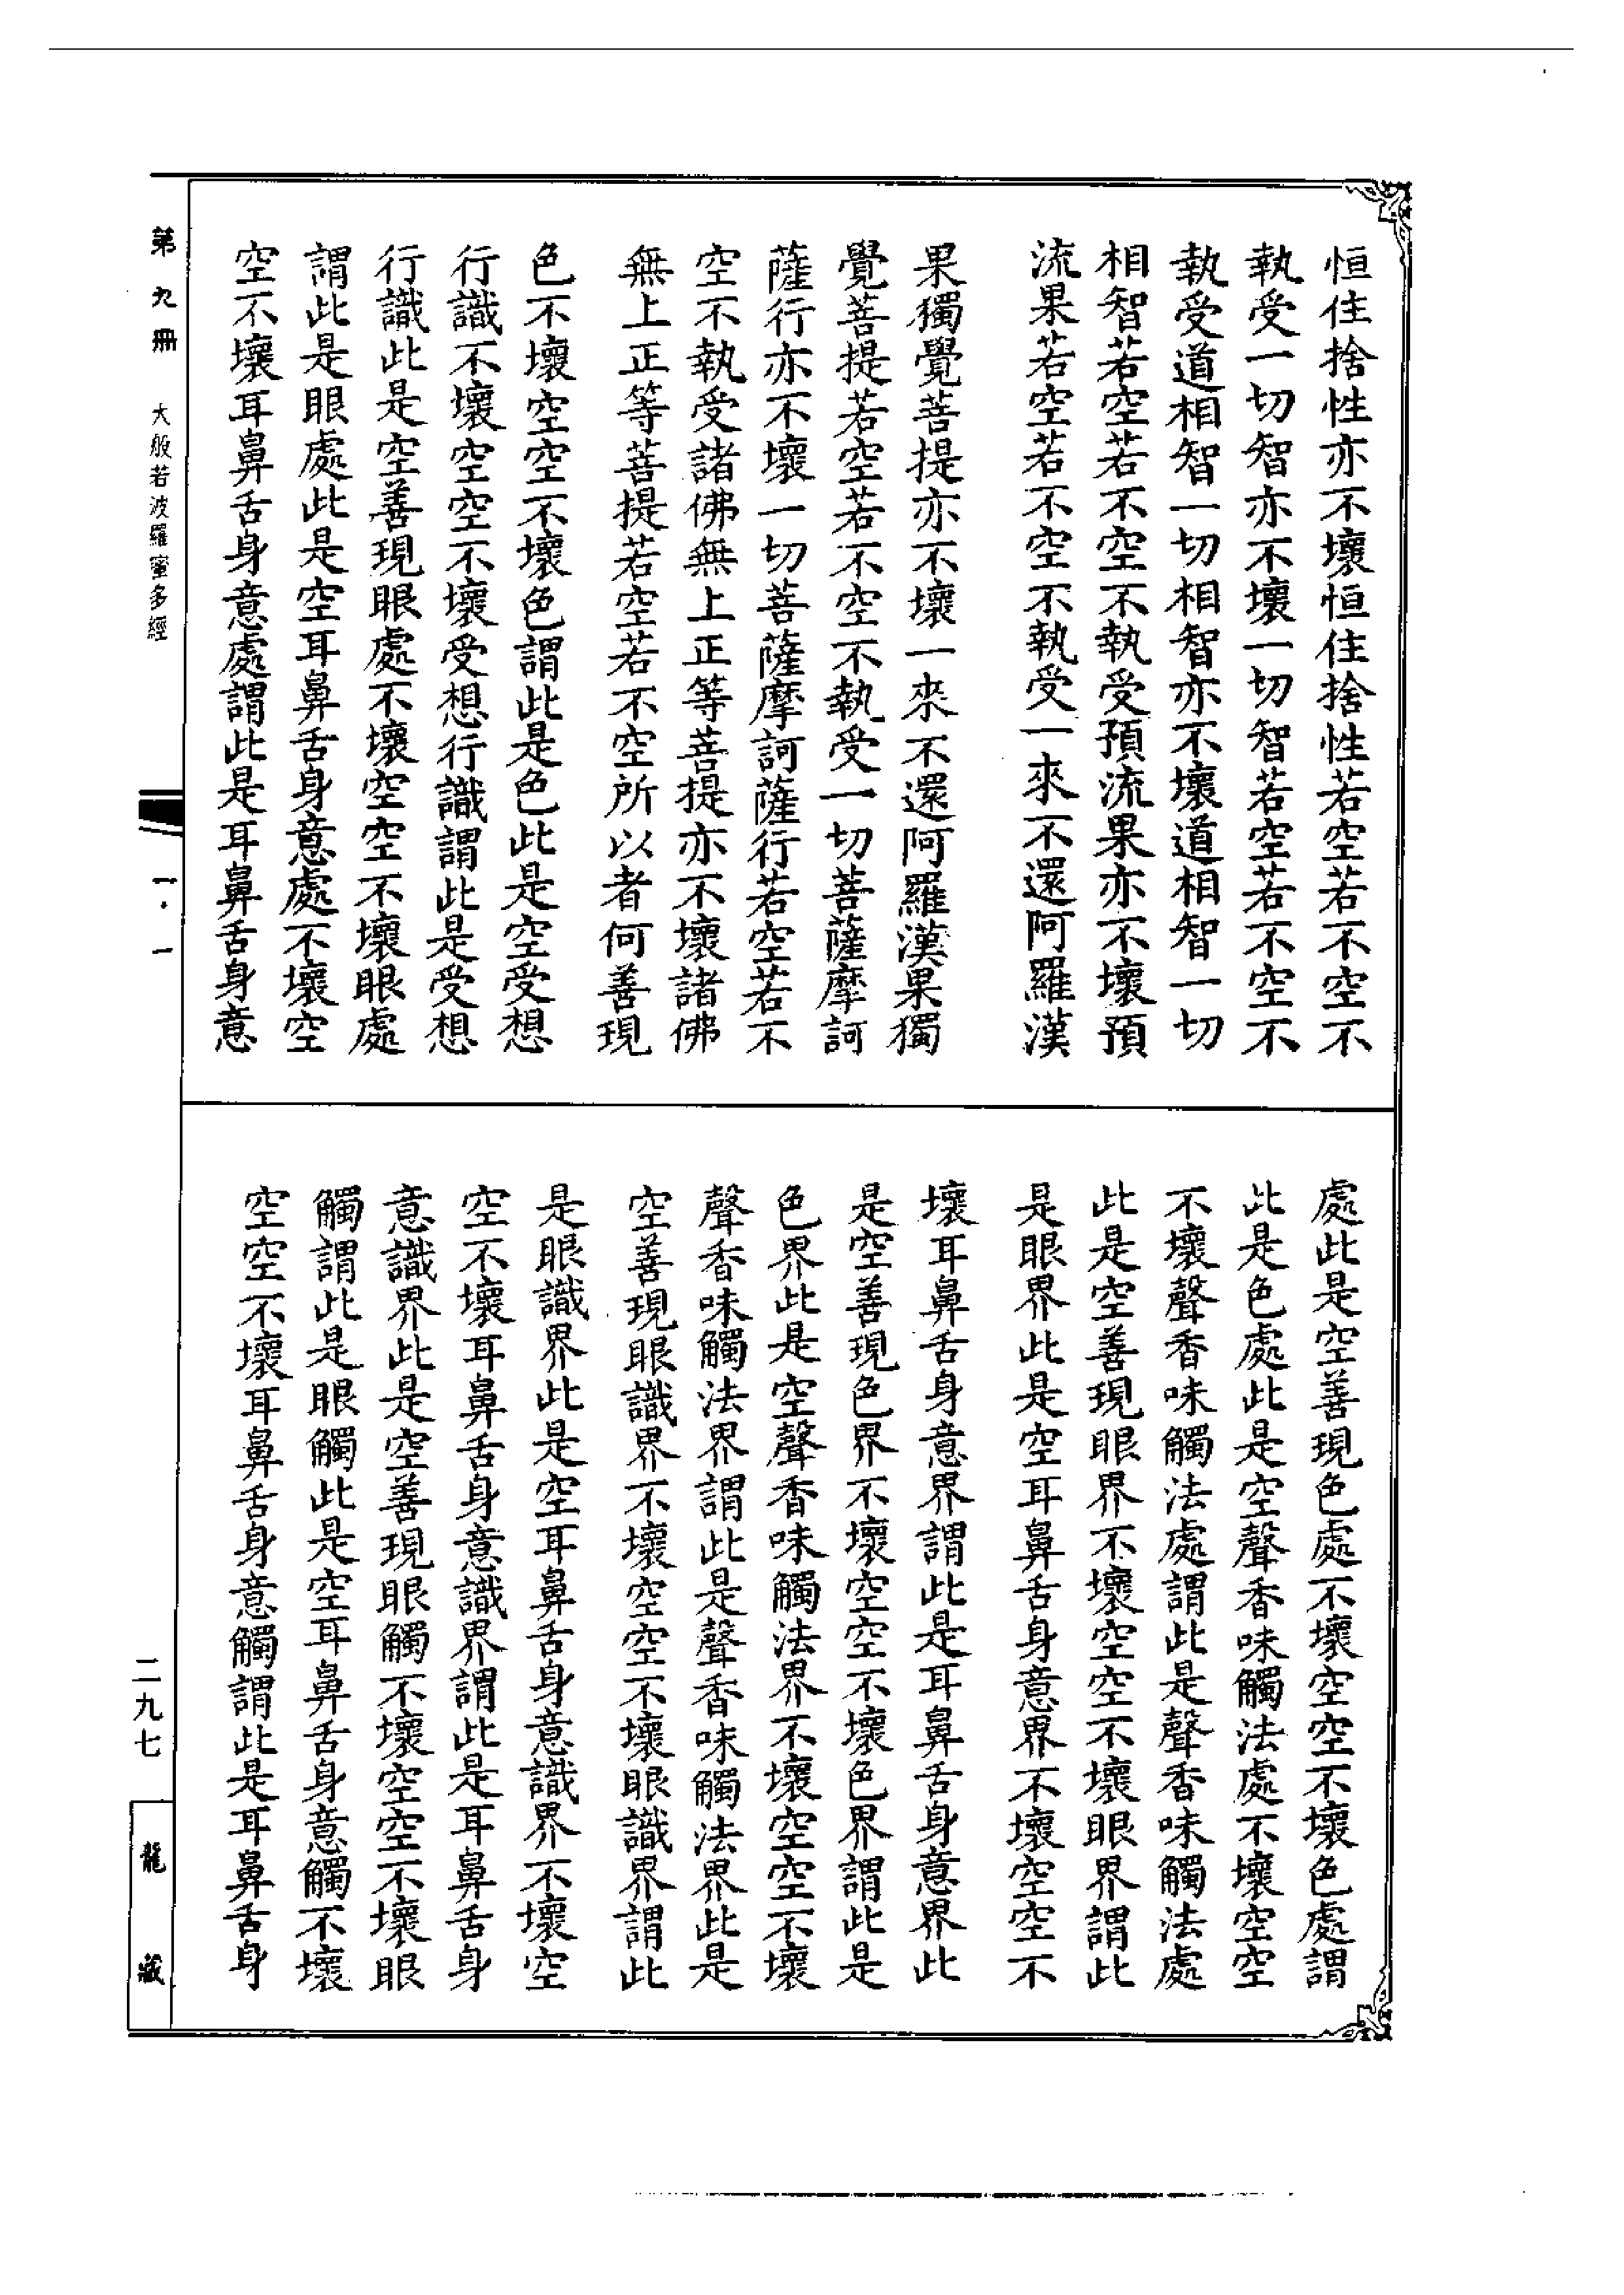 恒住捨性亦不壞恒住捨性若空若不空不
執受一切智亦不壞一切智若空若不空不
執受道相智一切相智亦不壞道相智一切
相智若空若不空不執受預流果亦不壞預
流果若空若不空不執受一來不還阿羅漢
果獨覺菩提亦不壞一來不還阿羅漢果獨
覺菩提若空若不空不執受一切菩薩摩訶
薩行亦不壞一切菩薩摩訶薩行若空若不
空不執受諸佛無上正等菩提亦不壞諸佛
無上正等菩提若空若不空所以者何善現
色不壞空空不壞色謂此是色此是空受想
行識不壞空空不壞受想行識謂此是受想
行識此是空善現眼處不壞空空不壞眼處
謂此是眼處此是空耳鼻舌身意處不壞空
空不壞耳鼻舌身意處謂此是耳鼻舌身意
處此是空善現色處不壞空空不壞色處謂
此是色處此是空聲香味觸法處不壞空空
不壞聲香味觸法處謂此是聲香味觸法處
此是空善現眼界不壞空空不壞眼界謂此
是眼界此是空耳鼻舌身意界不壞空空不
壞耳鼻舌身意界謂此是耳鼻舌身意界此
是空善現色界不壞空空不壞色界謂此是
色界此是空聲香味觸法界不壞空空不壞
聲香味觸法界謂此是聲香味觸法界此是
空善現眼識界不壞空空不壞眼識界謂此
是眼識界此是空耳鼻舌身意識界不壞空
空不壞耳鼻舌身意識界謂此是耳鼻舌身
意識界此是空善現眼觸不壞空空不壞眼
觸謂此是眼觸此是空耳鼻舌身意觸不壞
空空不壞耳鼻舌身意觸謂此是耳鼻舌身
第九冊 大般若波羅蜜多經
一·一
二九七
龍藏